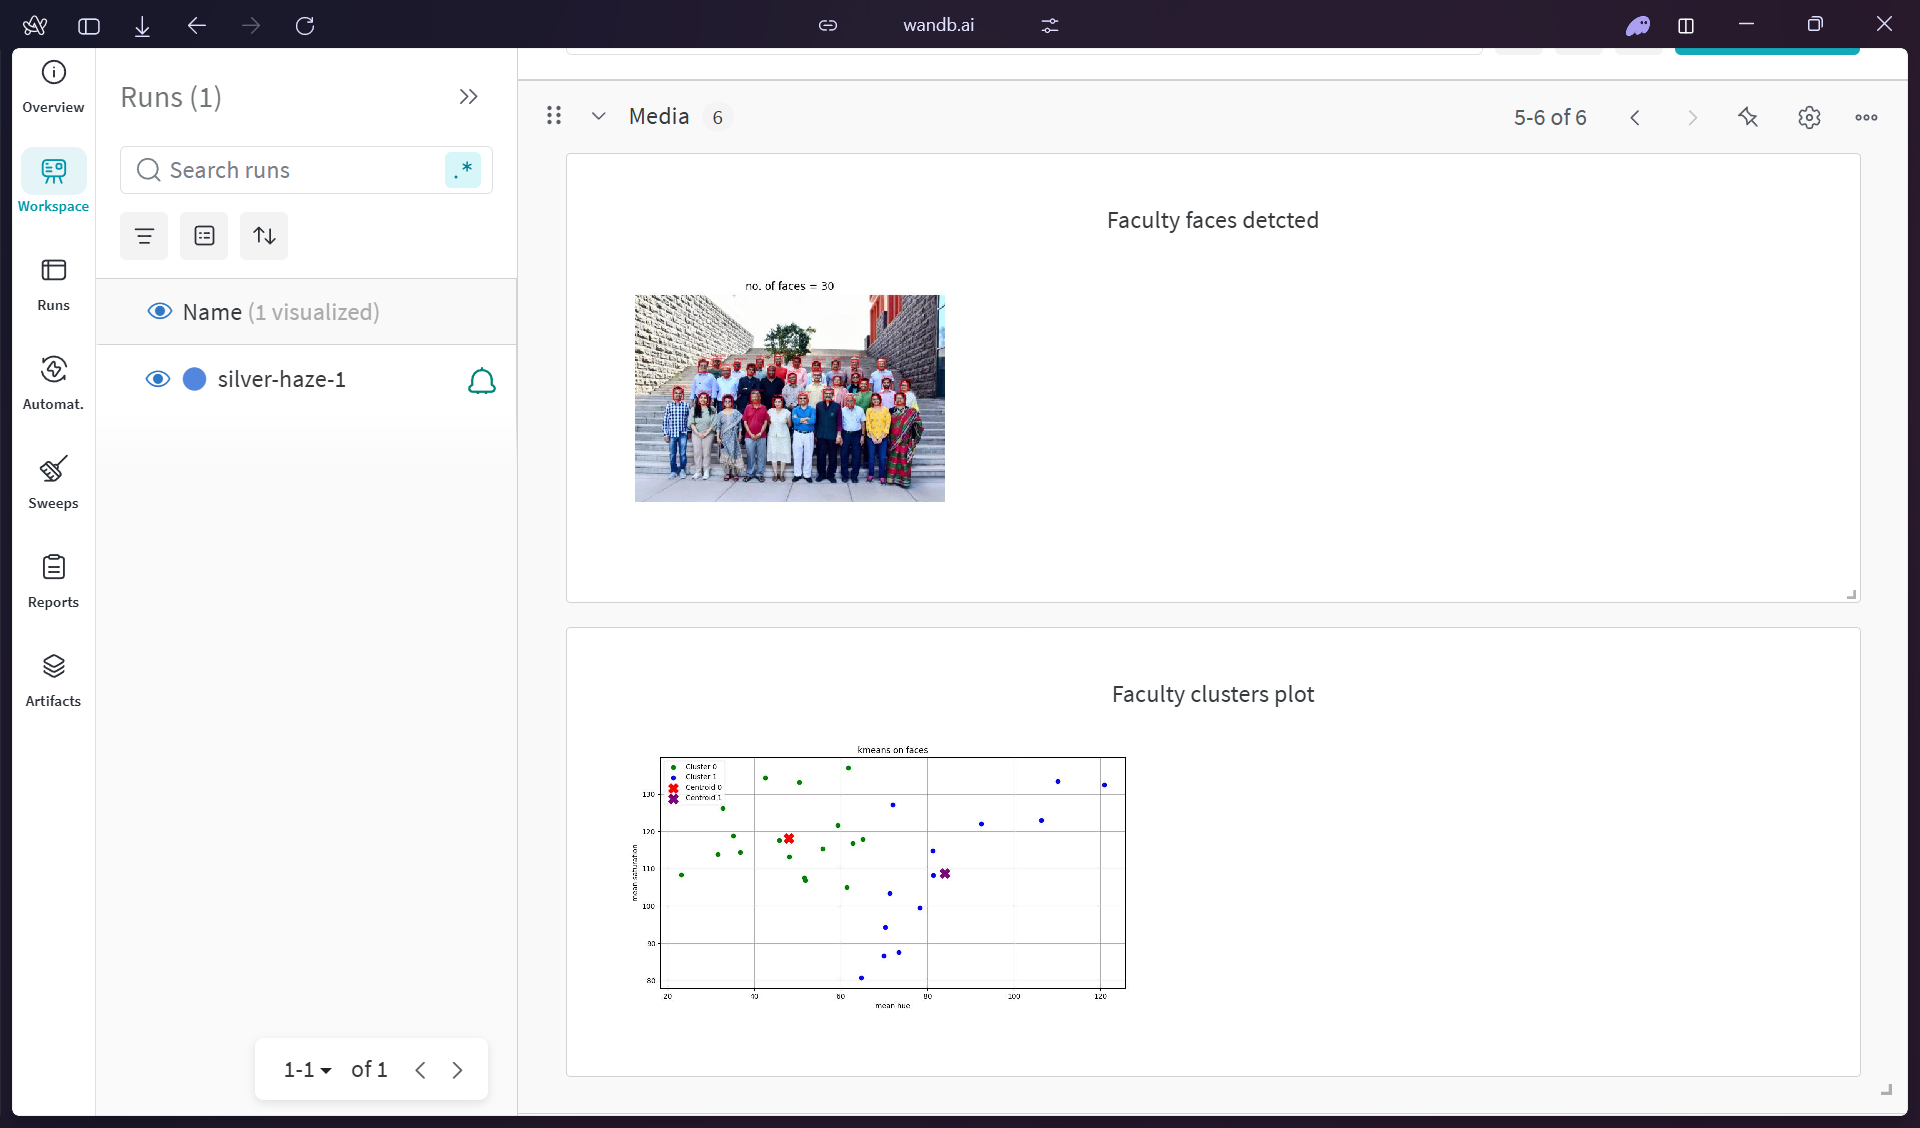 wandb.ai
Overview
Workspace
Runs
Automat.
Sweeps
Reports
Artifacts
Runs (1)
Search runs
.*
Name (1 visualized)
silver-haze-1
1-1 of 1
Media 6
5-6 of 6
Faculty faces detcted
no. of faces = 30
Faculty clusters plot
kmeans on faces
Cluster 0
Cluster 1
Centroid 0
Centroid 1
mean saturation
130
120
110
100
90
80
20 40 60 80 100 120
mean hue